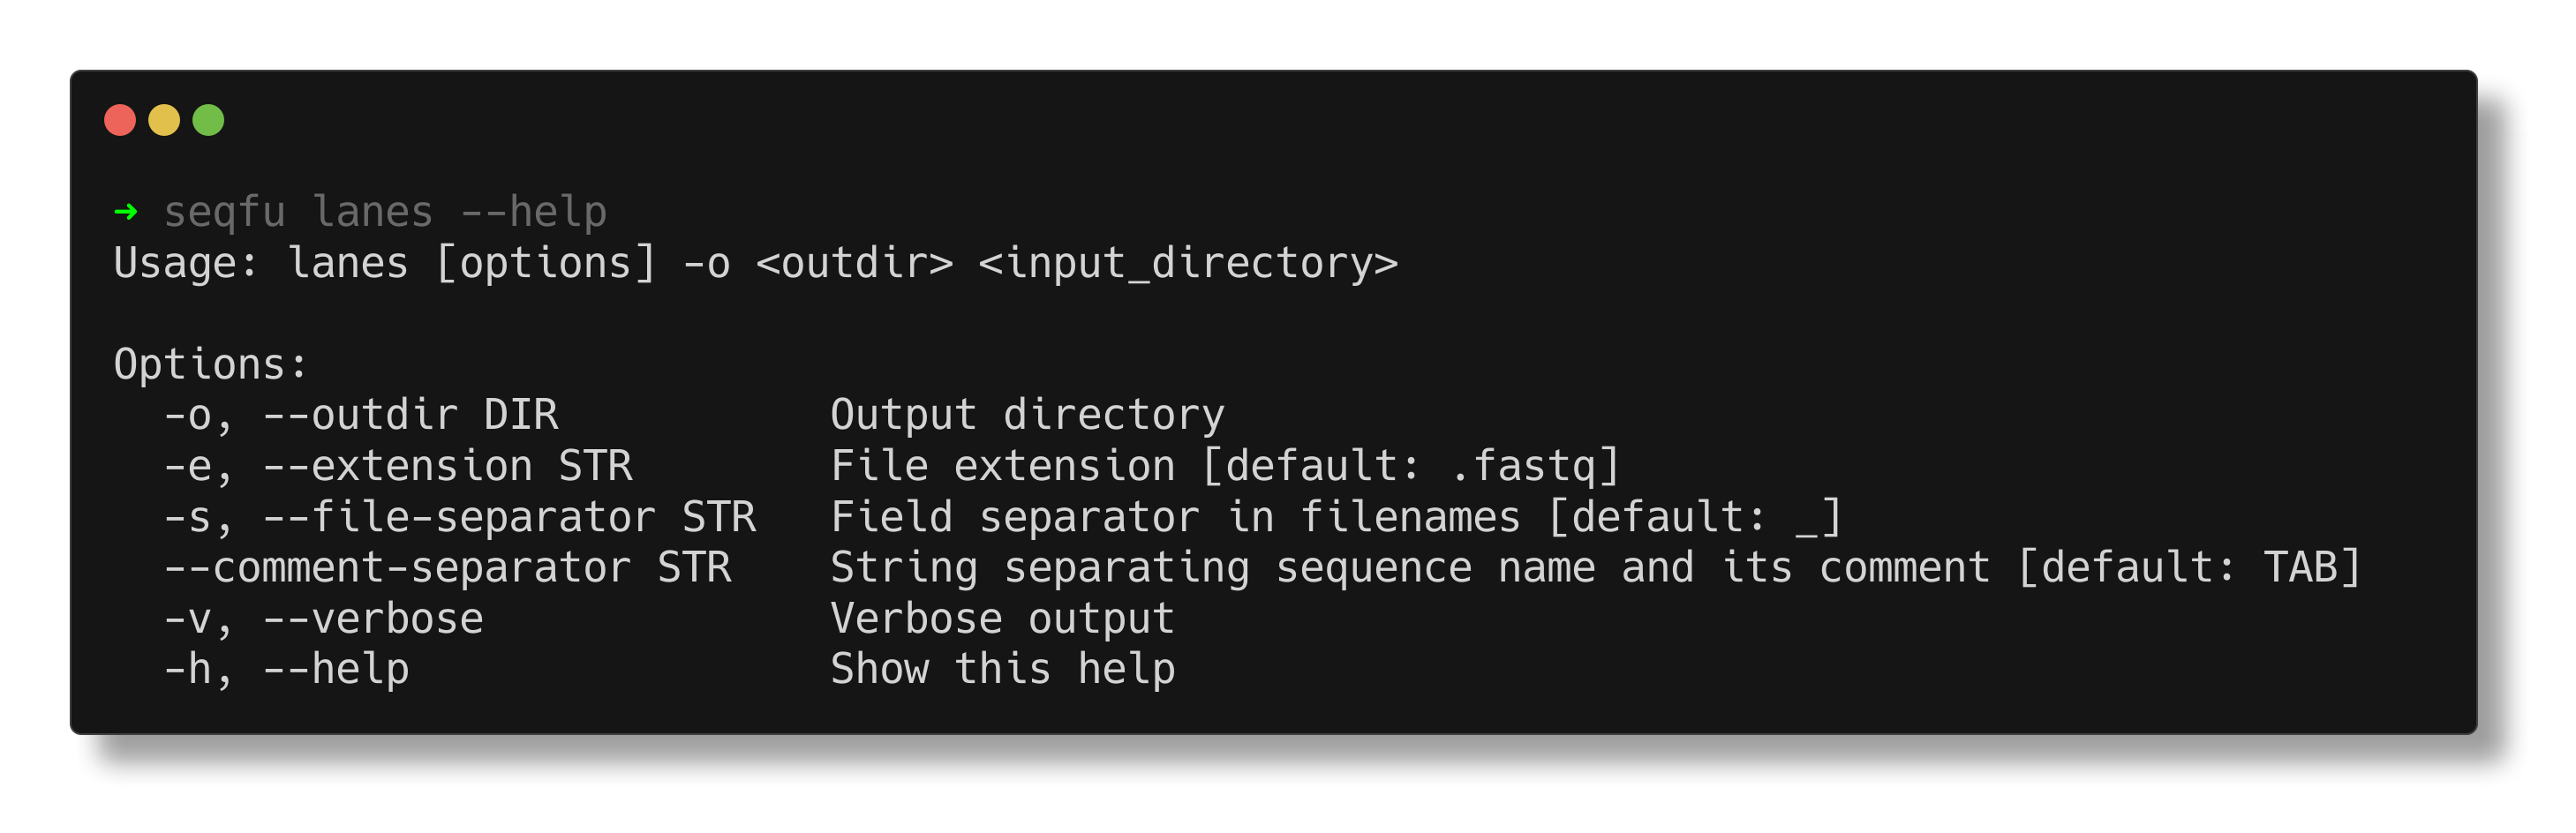 ➜ seqfu lanes --help
Usage: lanes [options] -o <outdir> <input_directory>

Options:
  -o, --outdir DIR           Output directory
  -e, --extension STR        File extension [default: .fastq]
  -s, --file-separator STR   Field separator in filenames [default: _]
  --comment-separator STR    String separating sequence name and its comment [default: TAB]
  -v, --verbose              Verbose output
  -h, --help                 Show this help